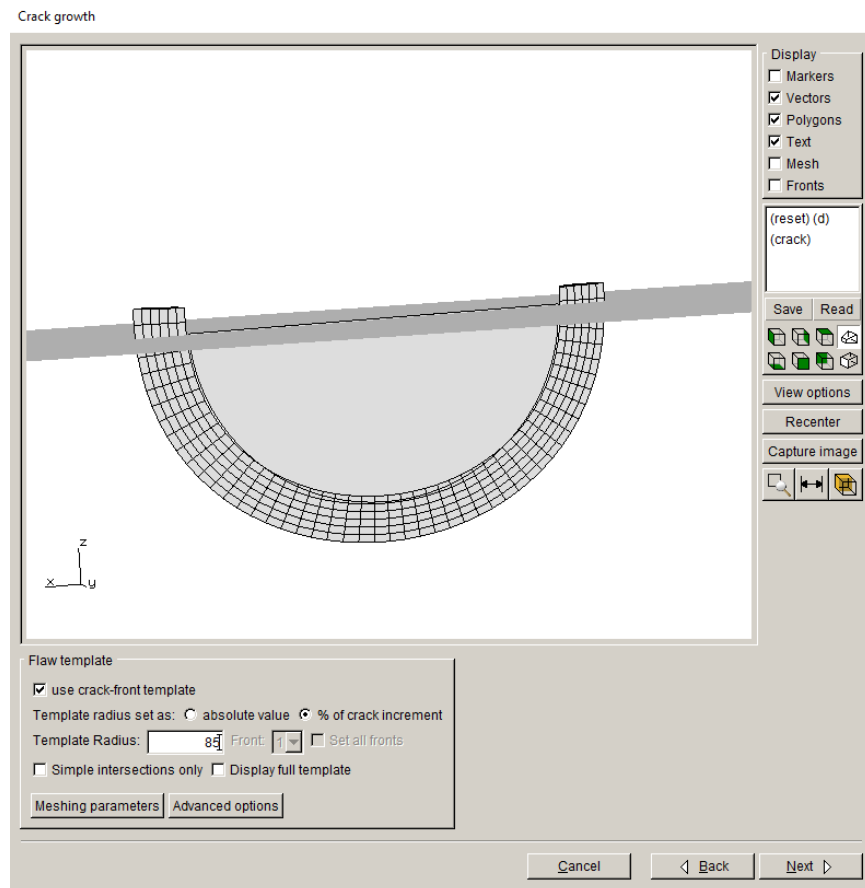 Crack growth
Display
Markers
Vectors
Polygons
Text
Mesh
Fronts
(reset) (d)
(crack)
Save Read
View options
Recenter
Capture image
z
x y
Flaw template
use crack-front template
Template radius set as: absolute value % of crack increment
Template Radius: 85 Front: 1 Set all fronts
Simple intersections only Display full template
Meshing parameters Advanced options
Cancel Back Next